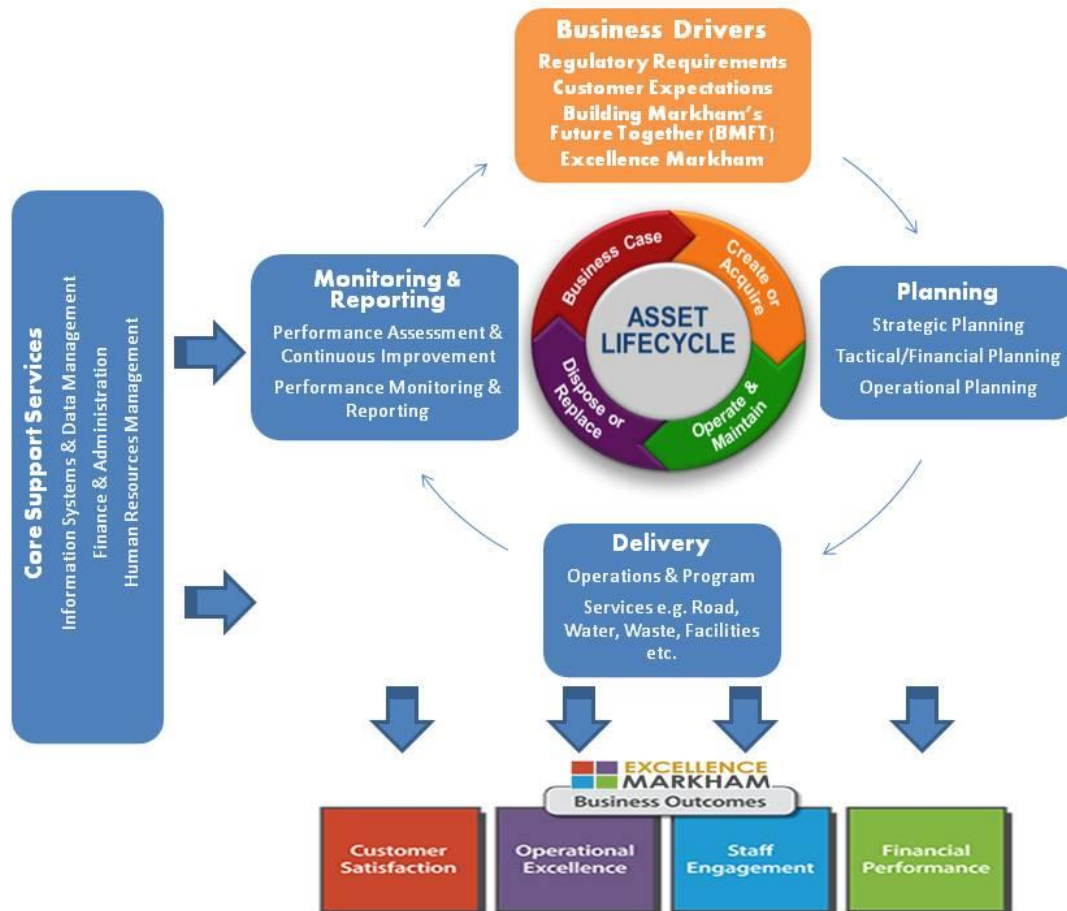 Business Drivers
Regulatory Requirements
Customer Expectations
Building Markham's
Future Together (BMFT)
Excellence Markham
Core Support Services
Information Systems & Data Management
Finance & Administration
Human Resources Management
Monitoring &
Reporting
Performance Assessment &
Continuous Improvement
Performance Monitoring &
Reporting
Business Case
Create or
Acquire
Operate &
Maintain
Dispose or
Replace
ASSET
LIFECYCLE
Planning
Strategic Planning
Tactical/Financial Planning
Operational Planning
Delivery
Operations & Program
Services e.g. Road,
Water, Waste, Facilities
etc.
EXCELLENCE
MARKHAM
Business Outcomes
Customer
Satisfaction
Operational
Excellence
Staff
Engagement
Financial
Performance